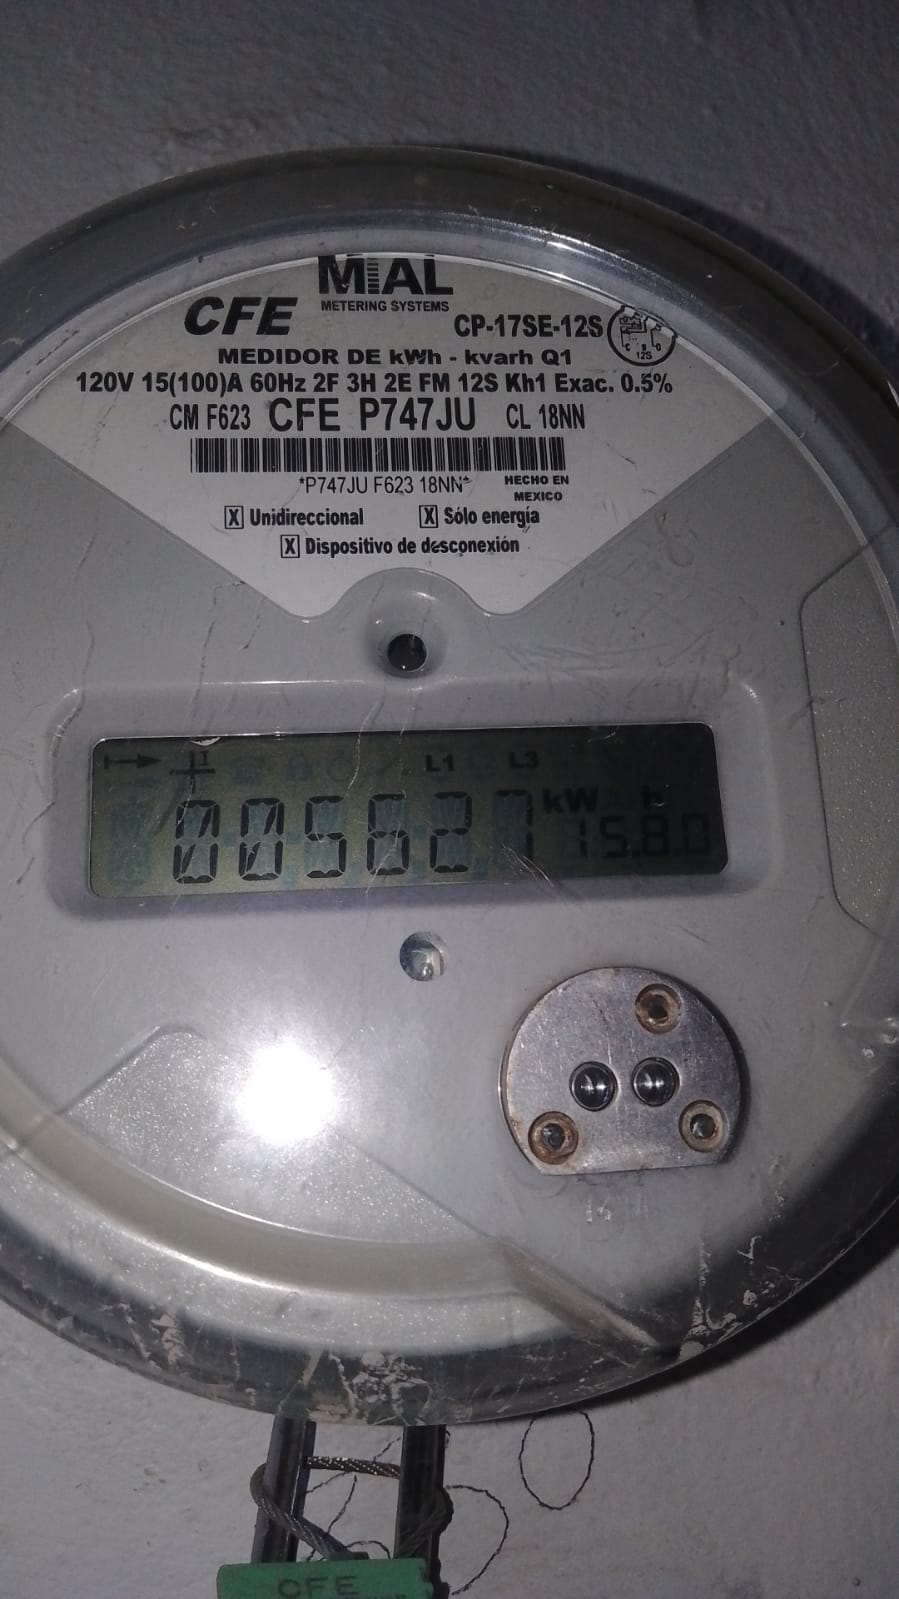 MIAL
METERING SYSTEMS
CFE
CP-17SE-12S
12S
MEDIDOR DE kWh - kvarh Q1
120V 15(100)A 60Hz 2F 3H 2E FM 12S Kh1 Exac. 0.5%
CM F623 CFE P747JU CL 18NN
*P747JU F623 18NN*
HECHO EN
MEXICO
X Unidireccional X Sólo energía
X Dispositivo de desconexión
L1 L3
005627 kW h 15.8.0
CFE